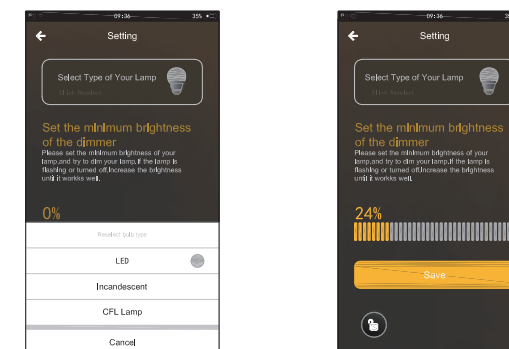 09:36
35%
Setting
Select Type of Your Lamp
Set the minimum brightness
of the dimmer
Please set the minimum brightness of your
lamp,and try to dim your lamp,if the lamp is
flashing or turned off,Increase the brightness
until it workks well.
0%
Reselect bulb type
LED
Incandescent
CFL Lamp
Cancel
09:36
Setting
Select Type of Your Lamp
Set the minimum brightness
of the dimmer
Please set the minimum brightness of your
lamp,and try to dim your lamp,if the lamp is
flashing or turned off,Increase the brightness
until it workks well.
24%
Save